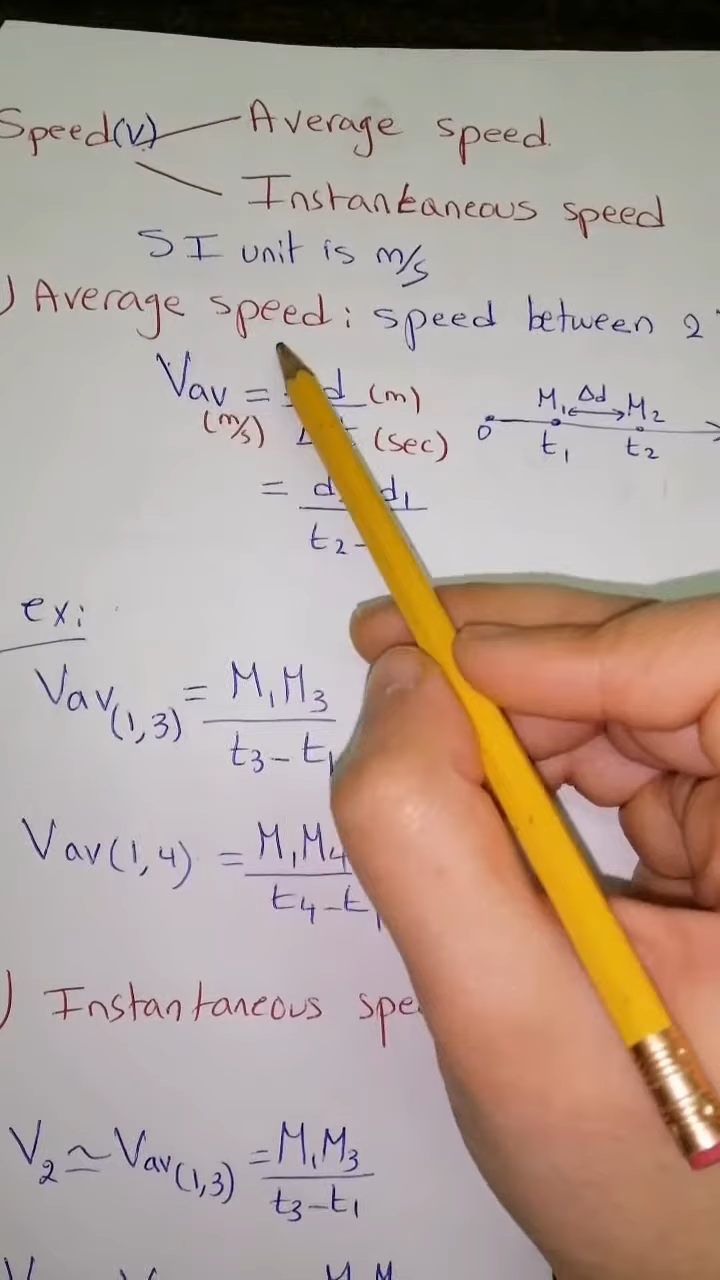 Speed(V) Average speed
Instantaneous speed
SI unit is m/s
) Average speed: speed between 2
Vav = d (m)
(m/s) (sec)
M₁ Δd M₂
0 t₁ t₂
= d d₁
t₂-
ex:
Vav(1,3) = M₁M₃
t₃-t₁
Vav(1,4) = M₁M₄
t₄-t₁
) Instantaneous spe
V₂ ≃ Vav(1,3) = M₁M₃
t₃-t₁